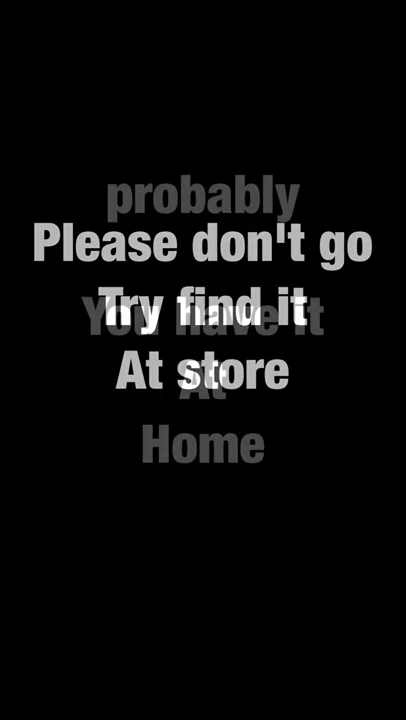 probably
Please don't go
Try find it
You have it
At store
At
Home